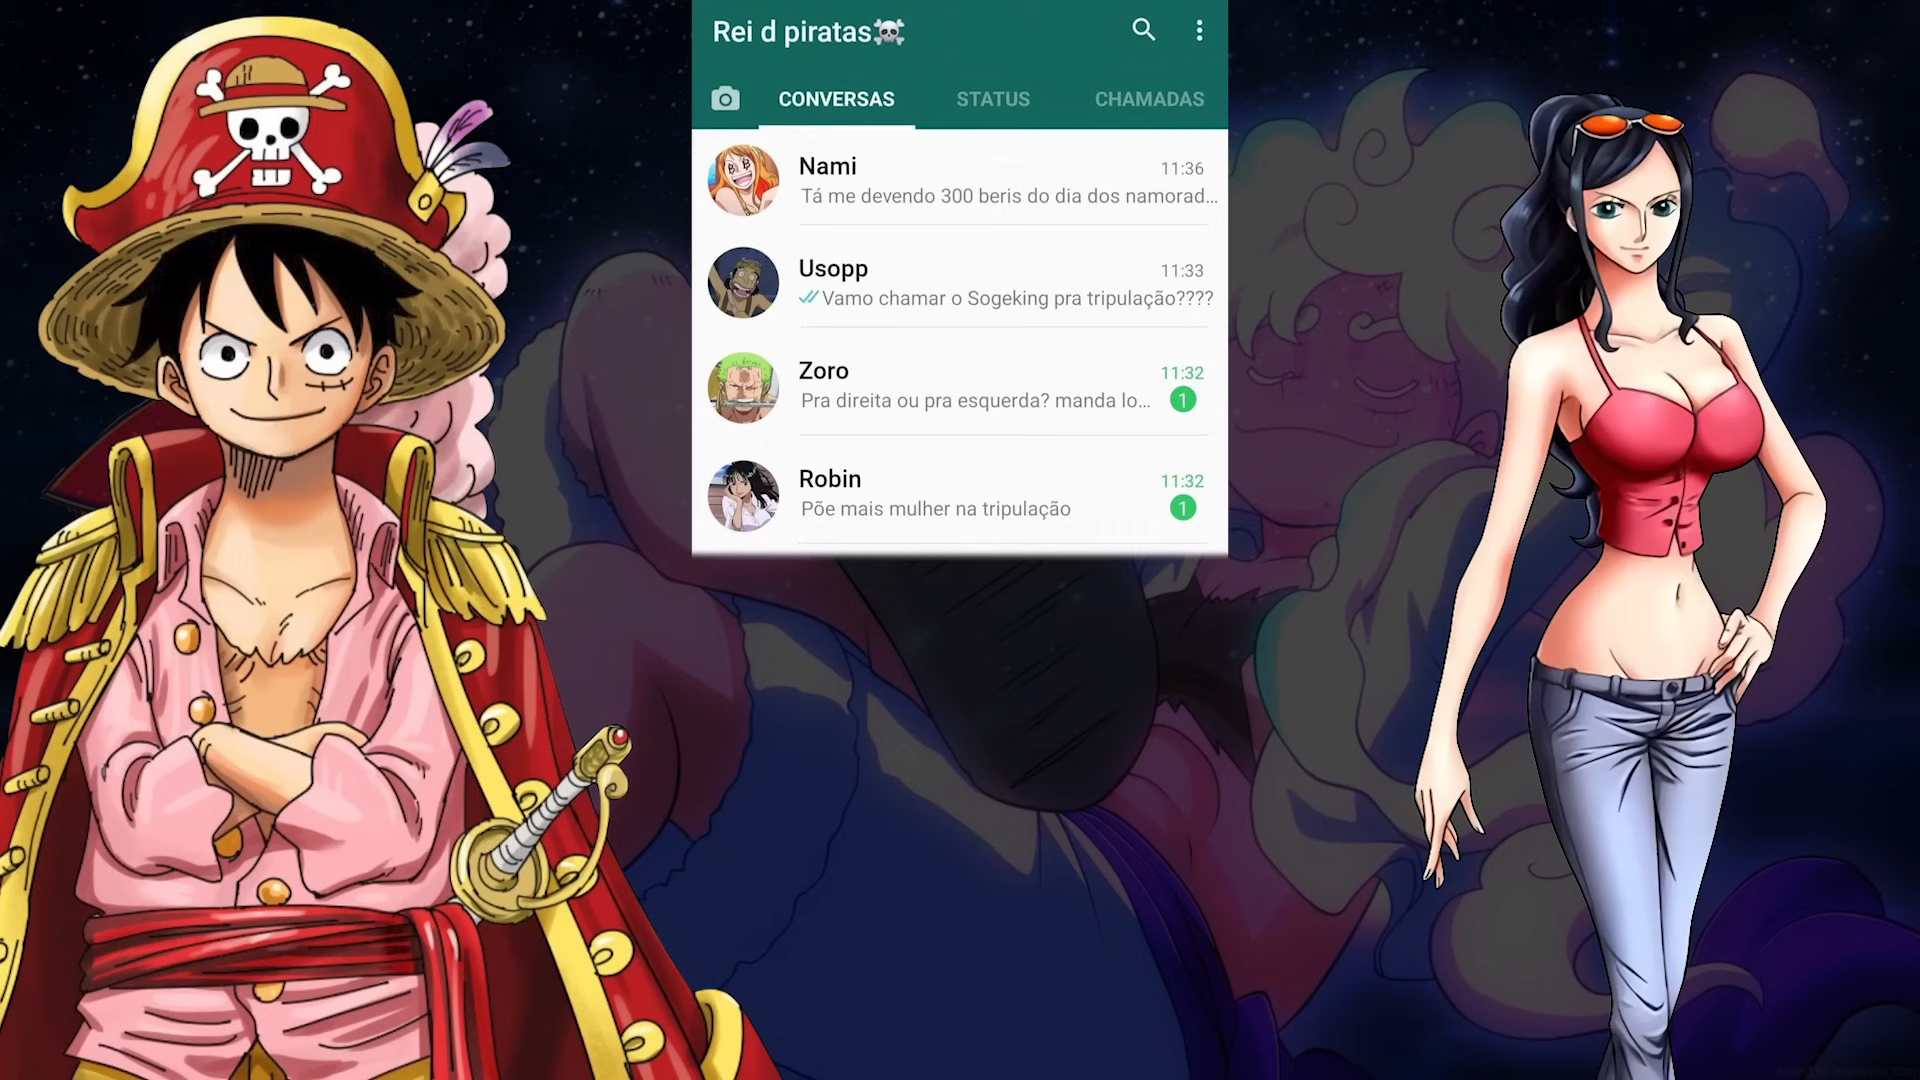 Rei d piratas☠️
CONVERSAS STATUS CHAMADAS
Nami 11:36
Tá me devendo 300 beris do dia dos namorad...
Usopp 11:33
Vamo chamar o Sogeking pra tripulação????
Zoro 11:32
Pra direita ou pra esquerda? manda lo... 1
Robin 11:32
Põe mais mulher na tripulação 1